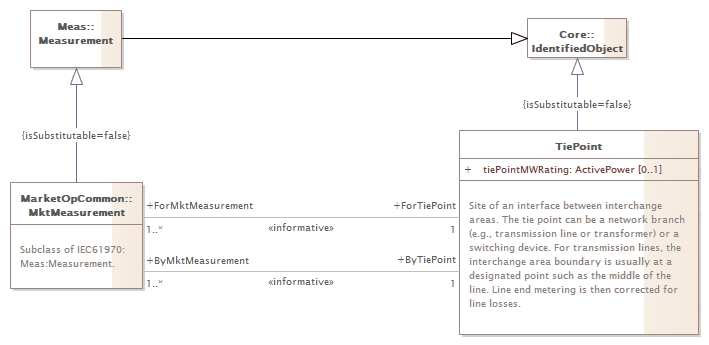 Meas::
Measurement
Core::
IdentifiedObject
{isSubstitutable=false}
{isSubstitutable=false}
TiePoint
+ tiePointMWRating: ActivePower [0..1]
Site of an interface between interchange
areas. The tie point can be a network branch
(e.g., transmission line or transformer) or a
switching device. For transmission lines, the
interchange area boundary is usually at a
designated point such as the middle of the
line. Line end metering is then corrected for
line losses.
MarketOpCommon::
MktMeasurement
Subclass of IEC61970:
Meas:Measurement.
+ForMktMeasurement
+ForTiePoint
1..*
«informative»
1
+ByMktMeasurement
+ByTiePoint
1..*
«informative»
1